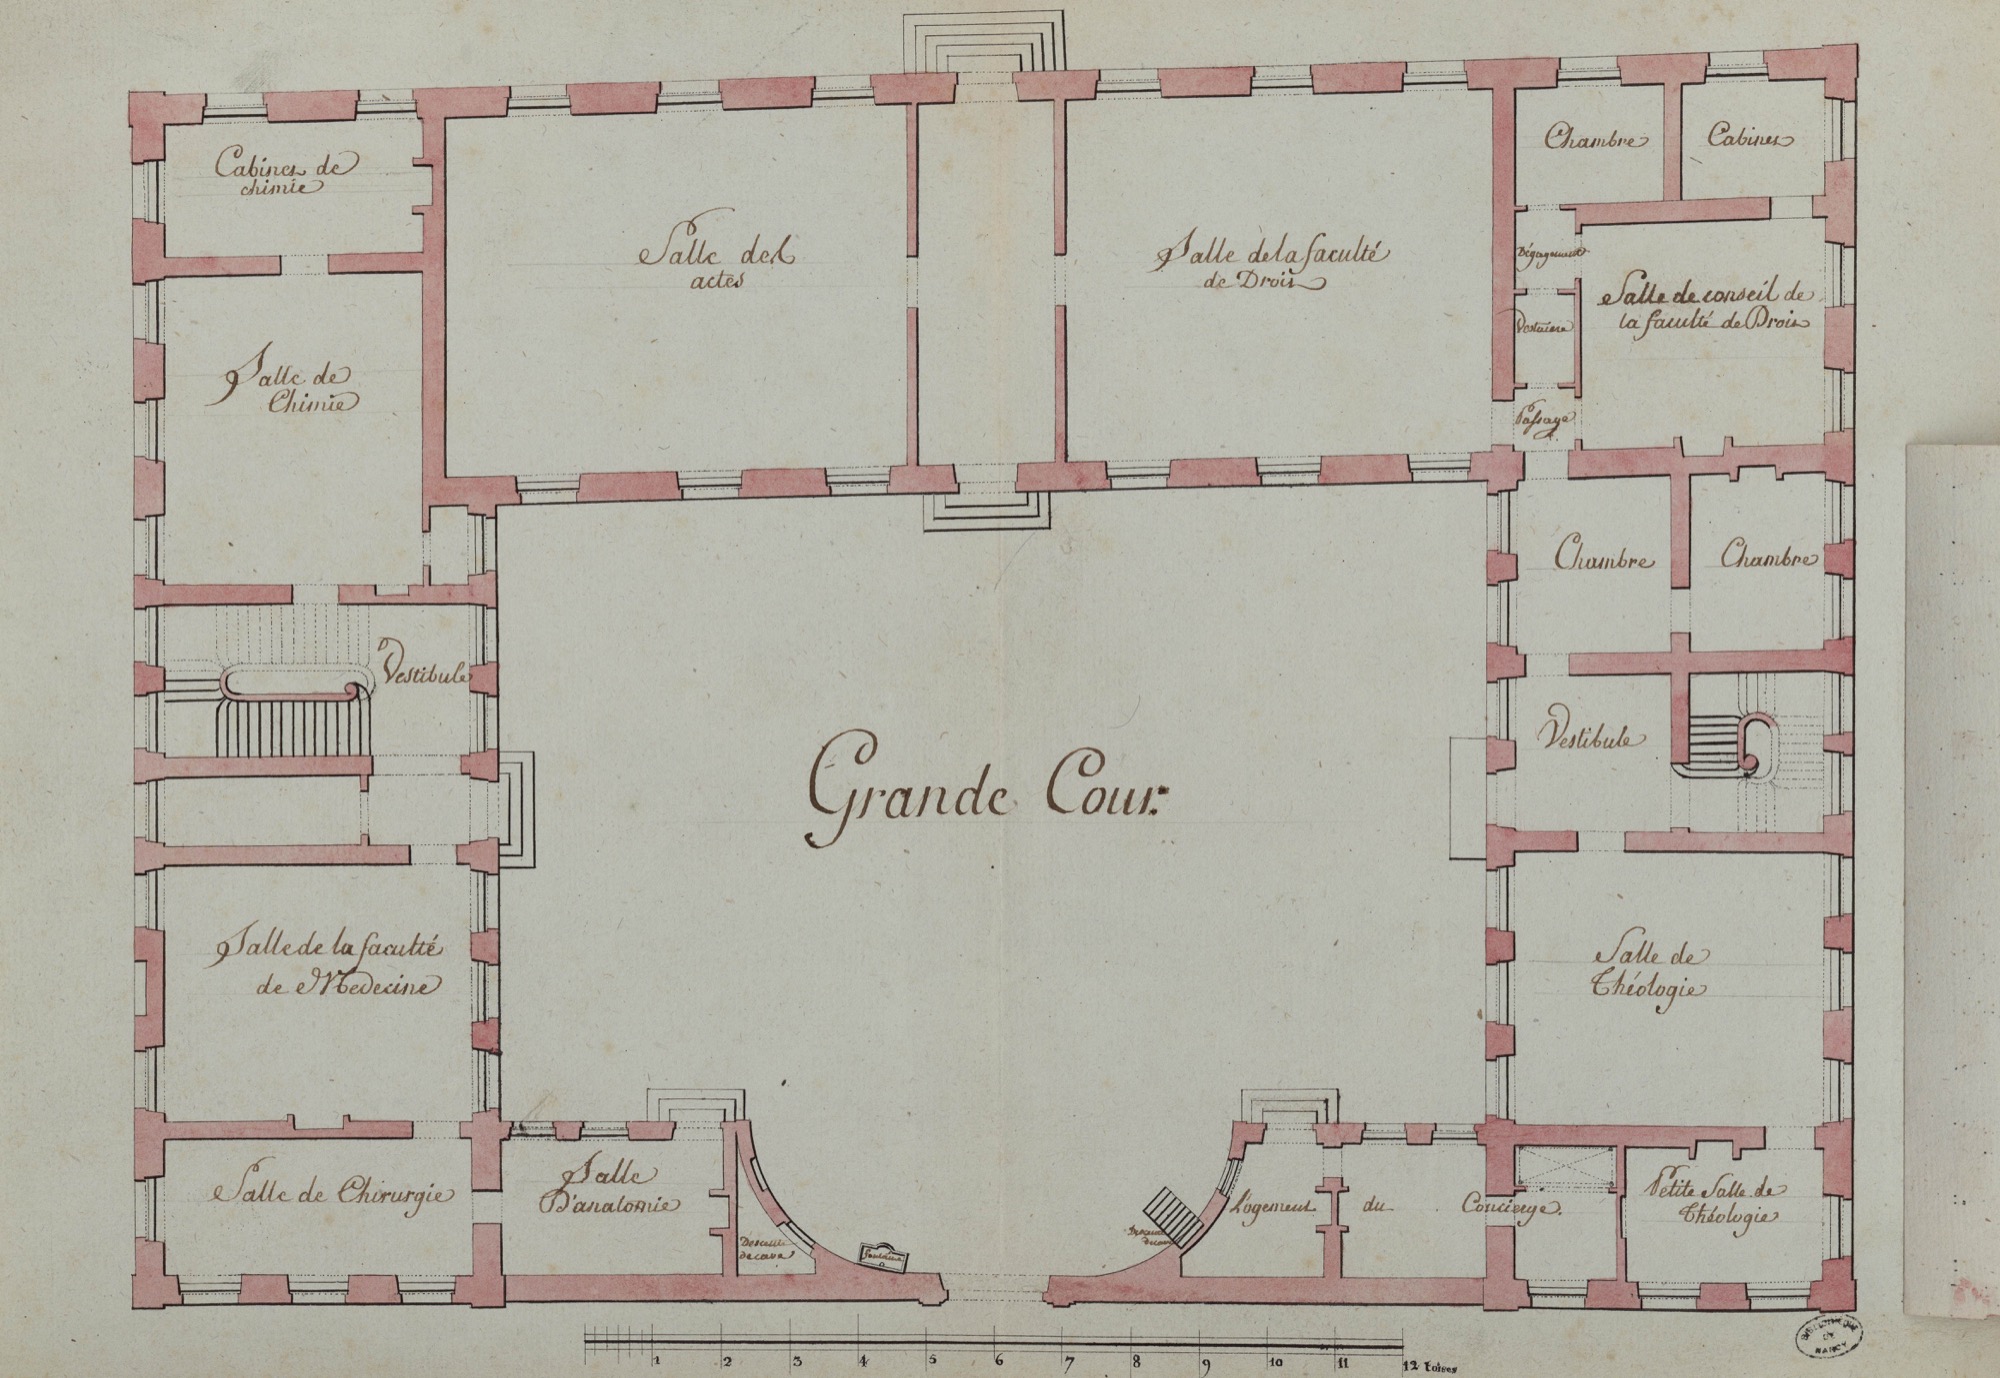 Cabinet de
chimie
Salle des
actes
Salle de la faculté
de Droit
Chambre
Cabinet
Dégagement
Salle de conseil de
la faculté de Droit
Passage
Salle de
Chimie
Chambre
Chambre
Vestibule
Vestibule
Grande Cour.
Salle de la faculté
de Medecine
Salle de
Théologie
Salle de Chirurgie
Salle
D'anatomie
Descente
de cave
Fontaine
Descente
de cave
Logement du Concierge.
Petite Salle de
Théologie
1 2 3 4 5 6 7 8 9 10 11 12 toises
BIBLIOTHEQUE
DE
NANCY